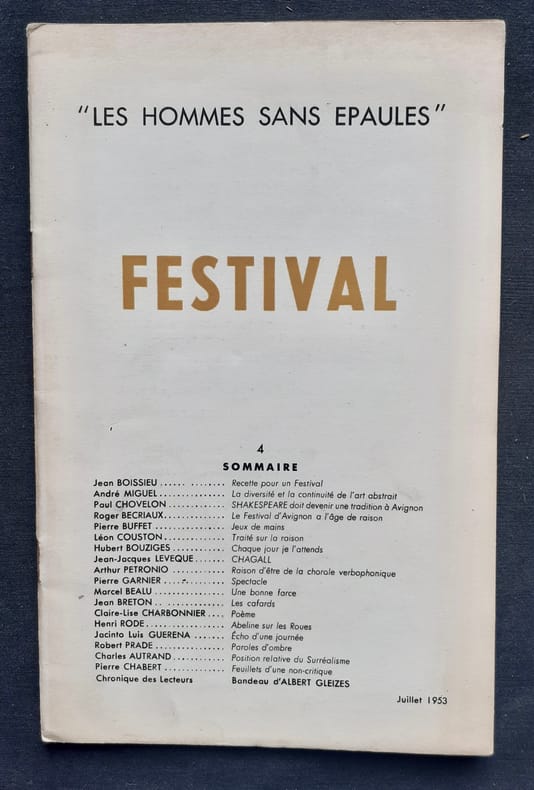 "LES HOMMES SANS EPAULES"
FESTIVAL
4
SOMMAIRE
Jean BOISSIEU ...... ........ Recette pour un Festival
André MIGUEL ............... La diversité et la continuité de l'art abstrait
Paul CHOVELON ............. SHAKESPEARE doit devenir une tradition à Avignon
Roger BECRIAUX .............. Le Festival d'Avignon a l'âge de raison
Pierre BUFFET ................ Jeux de mains
Léon COUSTON .............. Traité sur la raison
Hubert BOUZIGES ............ Chaque jour je t'attends
Jean-Jacques LEVEQUE ....... CHAGALL
Arthur PETRONIO ............ Raison d'être de la chorale verbophonique
Pierre GARNIER .............. Spectacle
Marcel BEALU ................ Une bonne farce
Jean BRETON .. .............. Les cafards
Claire-Lise CHARBONNIER .... Poème
Henri RODE .................. Abeline sur les Roues
Jacinto Luis GUERENA ....... Écho d'une journée
Robert PRADE ................ Paroles d'ombre
Charles AUTRAND ............ Position relative du Surréalisme
Pierre CHABERT .............. Feuillets d'une non-critique
Chronique des Lecteurs Bandeau d'ALBERT GLEIZES
Juillet 1953